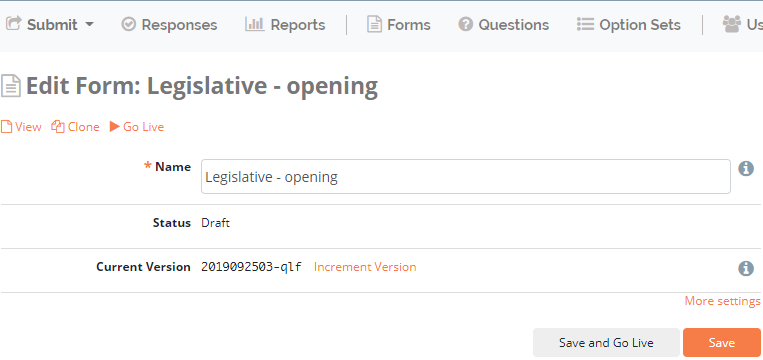 Submit Responses Reports Forms Questions Option Sets Us
Edit Form: Legislative - opening
View Clone Go Live
* Name Legislative - opening
Status Draft
Current Version 2019092503-qlf Increment Version
More settings
Save and Go Live Save